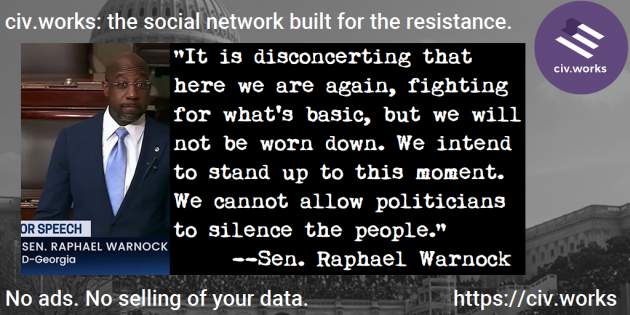 civ.works: the social network built for the resistance.
civ.works
"It is disconcerting that
here we are again, fighting
for what's basic, but we will
not be worn down. We intend
to stand up to this moment.
We cannot allow politicians
to silence the people."
--Sen. Raphael Warnock
OR SPEECH
SEN. RAPHAEL WARNOCK
D-Georgia
No ads. No selling of your data.
https://civ.works